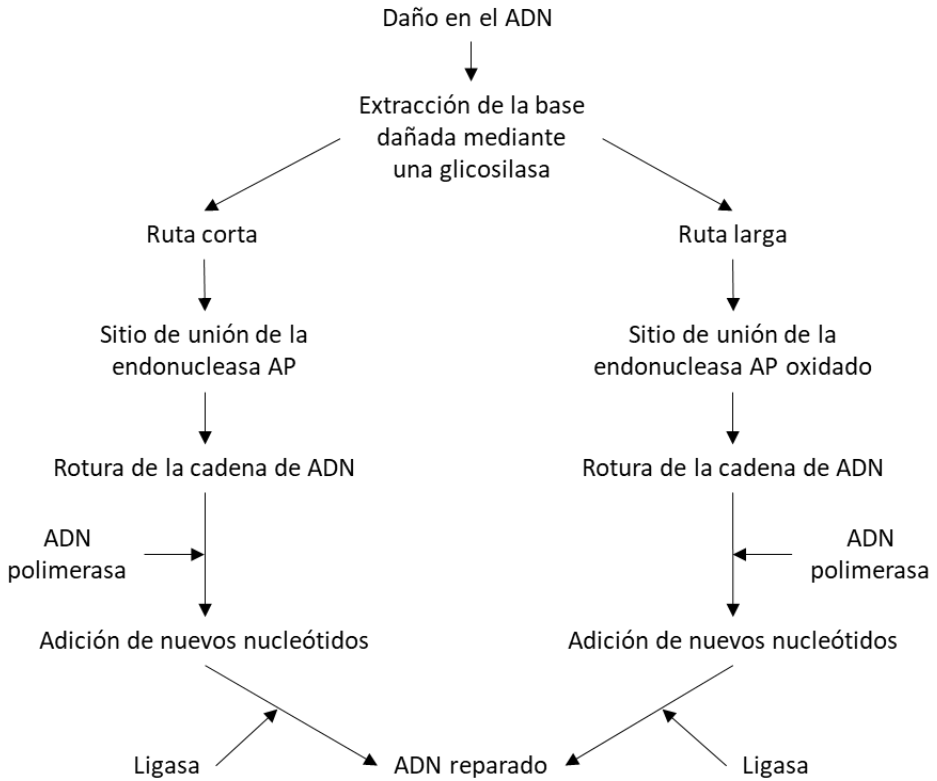 Daño en el ADN
Extracción de la base
dañada mediante
una glicosilasa
Ruta corta
Ruta larga
Sitio de unión de la
endonucleasa AP
Sitio de unión de la
endonucleasa AP oxidado
Rotura de la cadena de ADN
Rotura de la cadena de ADN
ADN
polimerasa
ADN
polimerasa
Adición de nuevos nucleótidos
Adición de nuevos nucleótidos
Ligasa
ADN reparado
Ligasa